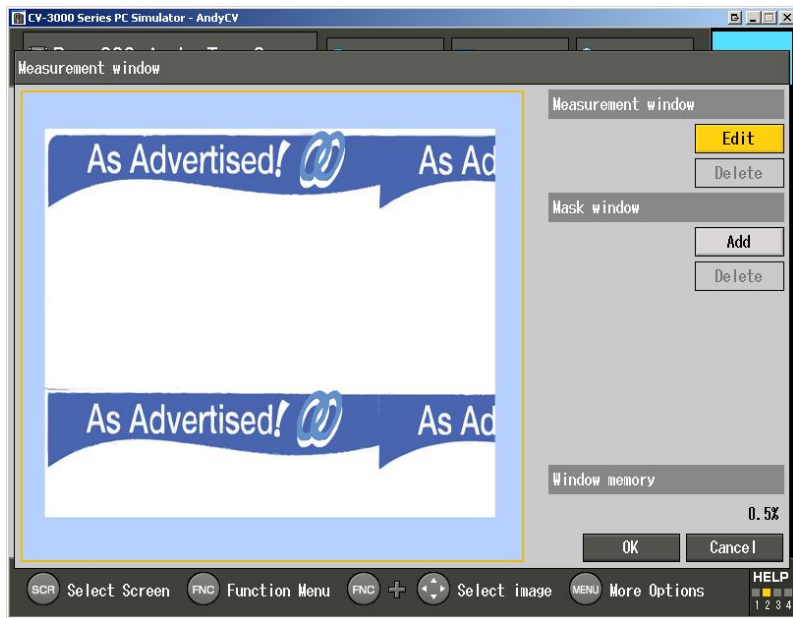 CV-3000 Series PC Simulator - AndyCV
Measurement window
Measurement window
Edit
Delete
Mask window
Add
Delete
As Advertised! As Ad
As Advertised! As Ad
Window memory
0.5%
OK Cancel
SCR Select Screen FNC Function Menu FNC + Select image MENU More Options HELP
1 2 3 4